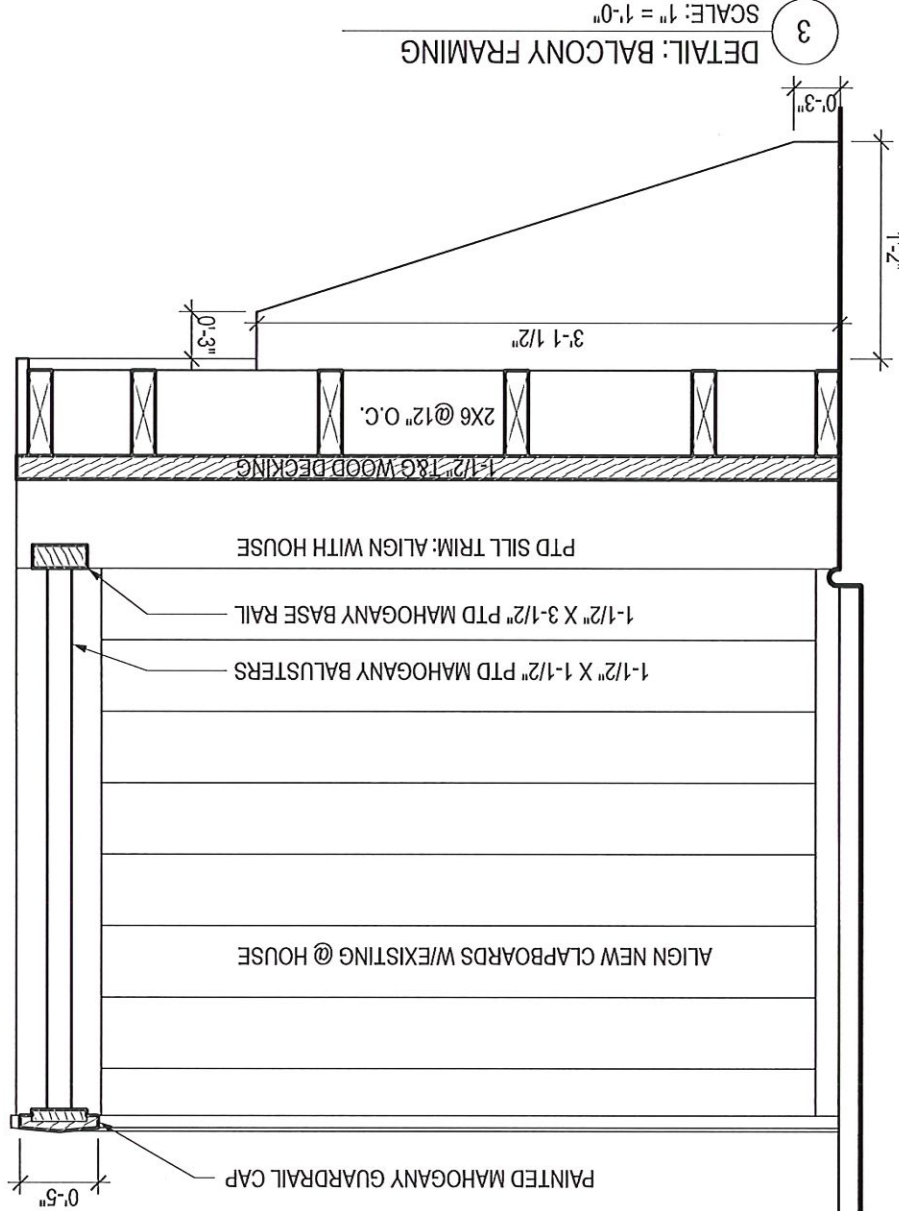 0'-5"
PAINTED MAHOGANY GUARDRAIL CAP
ALIGN NEW CLAPBOARDS W/EXISTING @ HOUSE
1-1/2" X 1-1/2" PTD MAHOGANY BALUSTERS
1-1/2" X 3-1/2" PTD MAHOGANY BASE RAIL
PTD SILL TRIM: ALIGN WITH HOUSE
1-1/2" T&G WOOD DECKING
2X6 @12" O.C.
0'-3"
3'-1 1/2"
1'-2"
0'-3"
3
DETAIL: BALCONY FRAMING
SCALE: 1" = 1'-0"